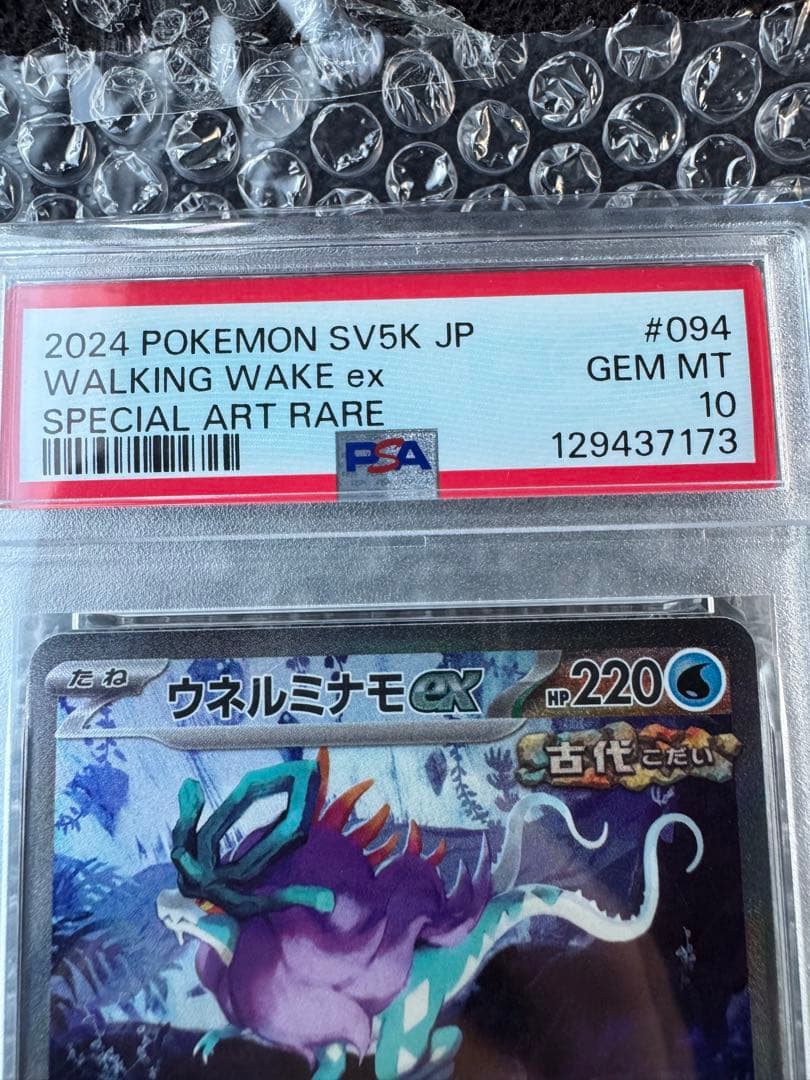 2024 POKEMON SV5K JP #094
WALKING WAKE ex GEM MT
SPECIAL ART RARE 10
PSA 129437173
たね ウネルミナモex HP220
古代 こだい